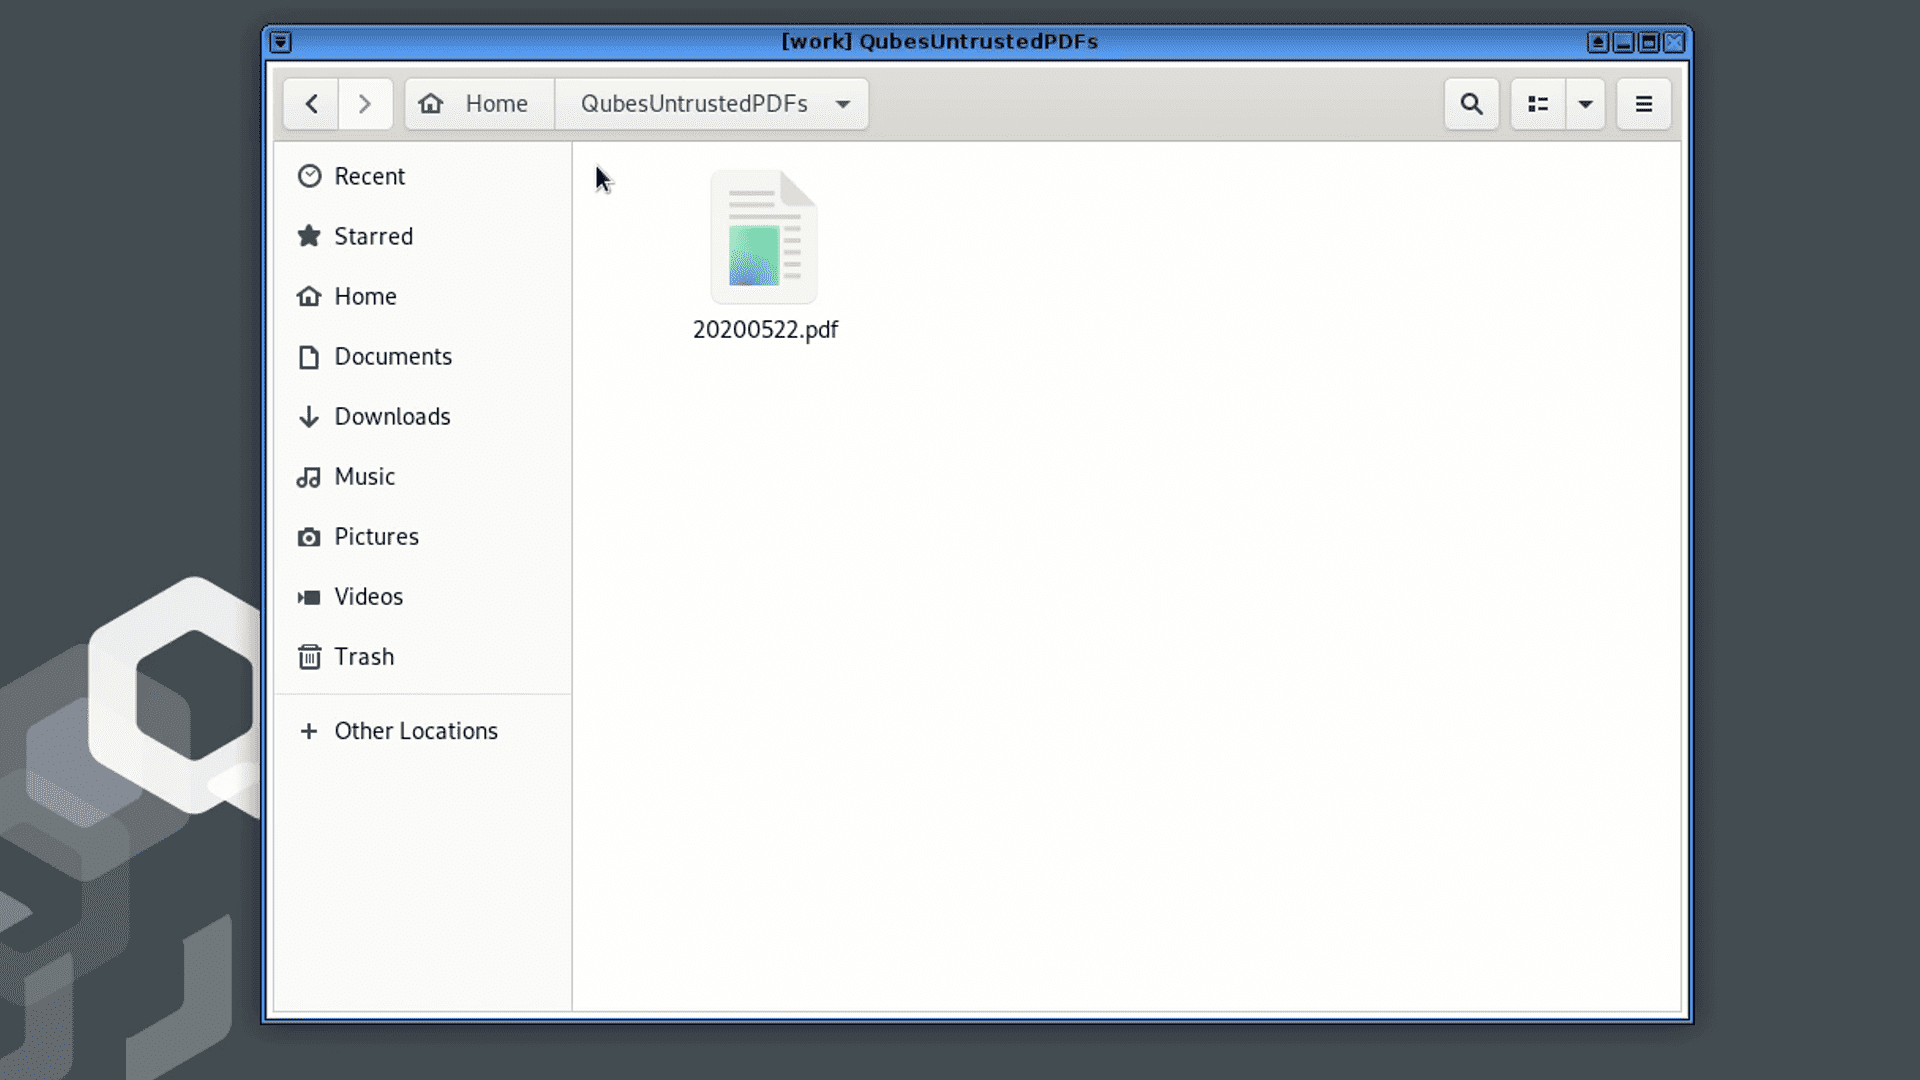 [work] QubesUntrustedPDFs
Home
QubesUntrustedPDFs
Recent
Starred
Home
Documents
Downloads
Music
Pictures
Videos
Trash
Other Locations
20200522.pdf